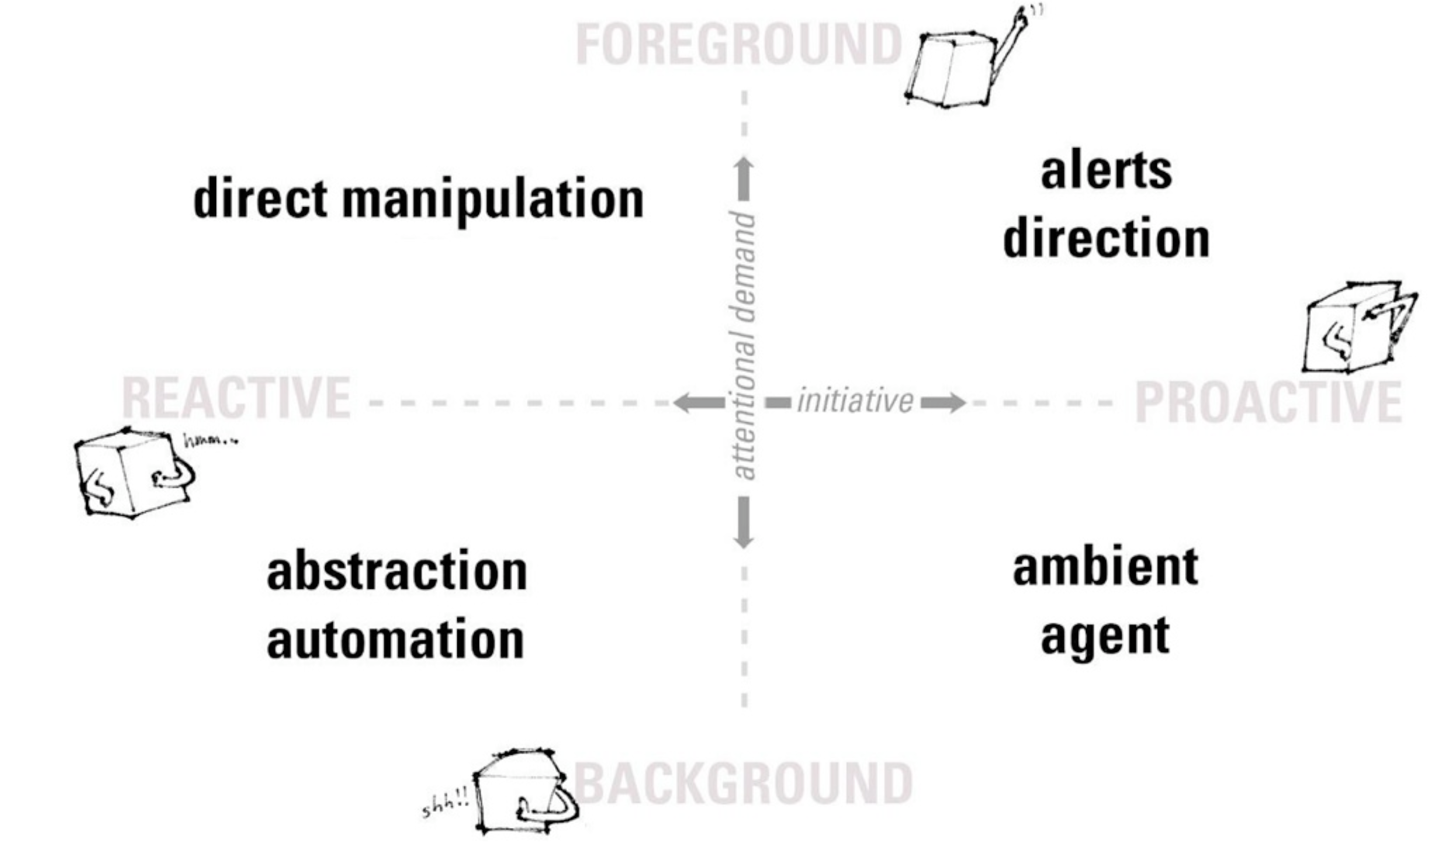 FOREGROUND
direct manipulation
alerts
direction
attentional demand
REACTIVE
initiative
PROACTIVE
hmm..
abstraction
automation
ambient
agent
shh!!
BACKGROUND